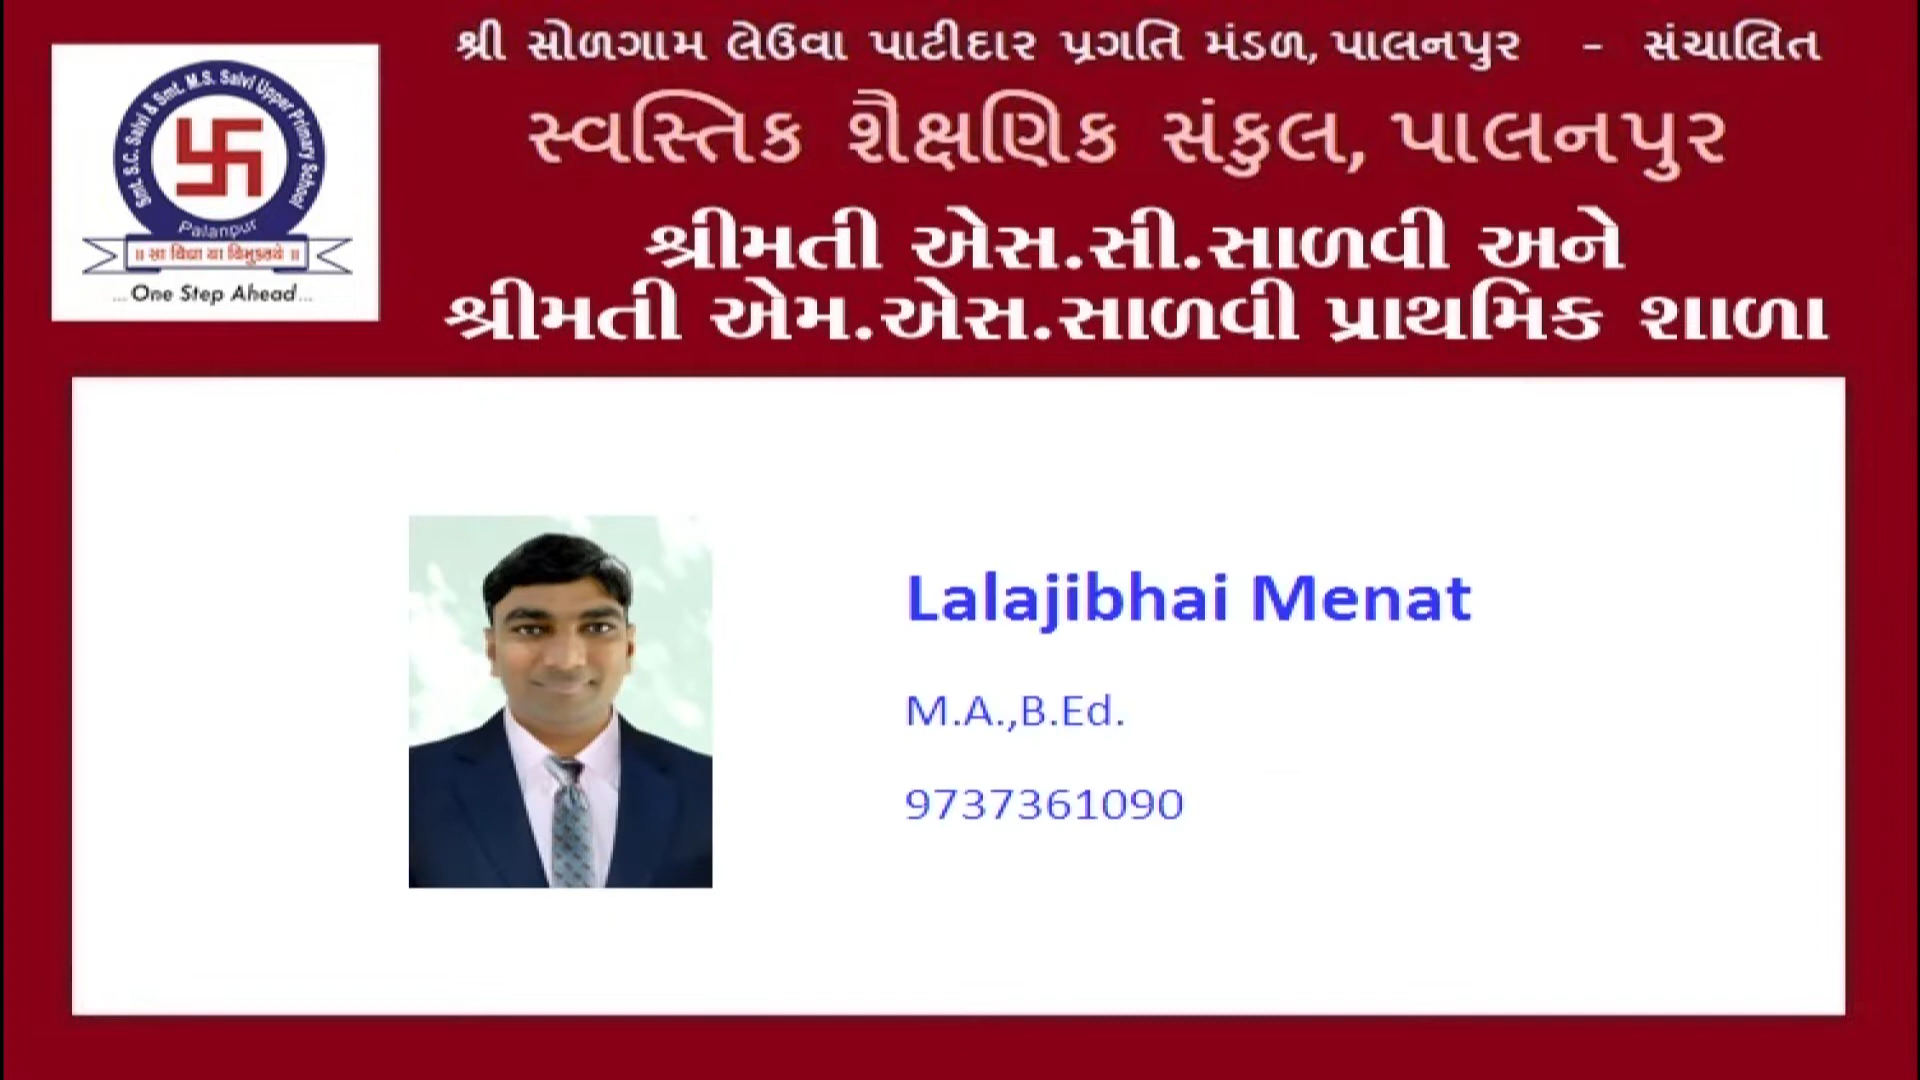 શ્રી સોળગામ લેઉવા પાટીદાર પ્રગતિ મંડળ, પાલનપુર - સંચાલિત
સ્વસ્તિક શૈક્ષણિક સંકુલ, પાલનપુર
શ્રીમતી એસ.સી.સાળવી અને
શ્રીમતી એમ.એસ.સાળવી પ્રાથમિક શાળા
Smt. S.C. Salvi & Smt. M.S. Salvi Upper Primary School
Palanpur
॥ સા વિદ્યા યા વિમુક્તયે ॥
...One Step Ahead...
Lalajibhai Menat
M.A.,B.Ed.
9737361090